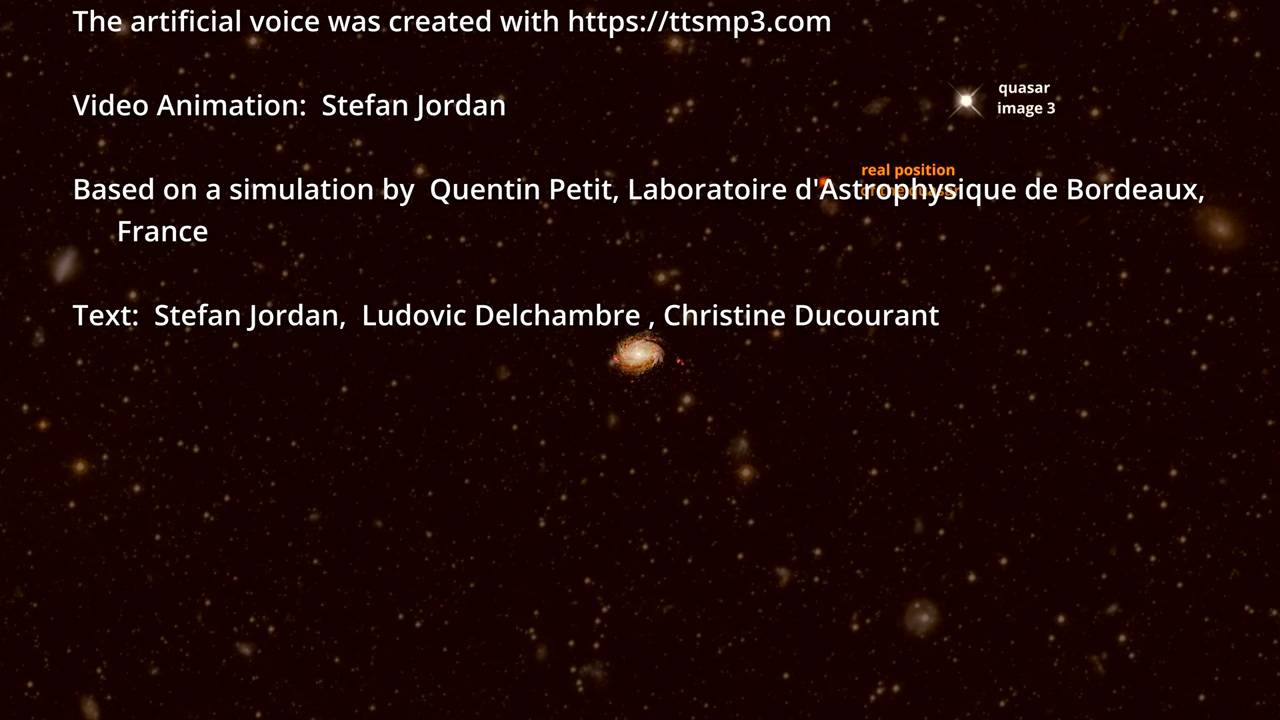 The artificial voice was created with https://ttsmp3.com
quasar
image 3
Video Animation:  Stefan Jordan
real position
Based on a simulation by  Quentin Petit, Laboratoire d'Astrophysique de Bordeaux,
France
Text:  Stefan Jordan,  Ludovic Delchambre , Christine Ducourant